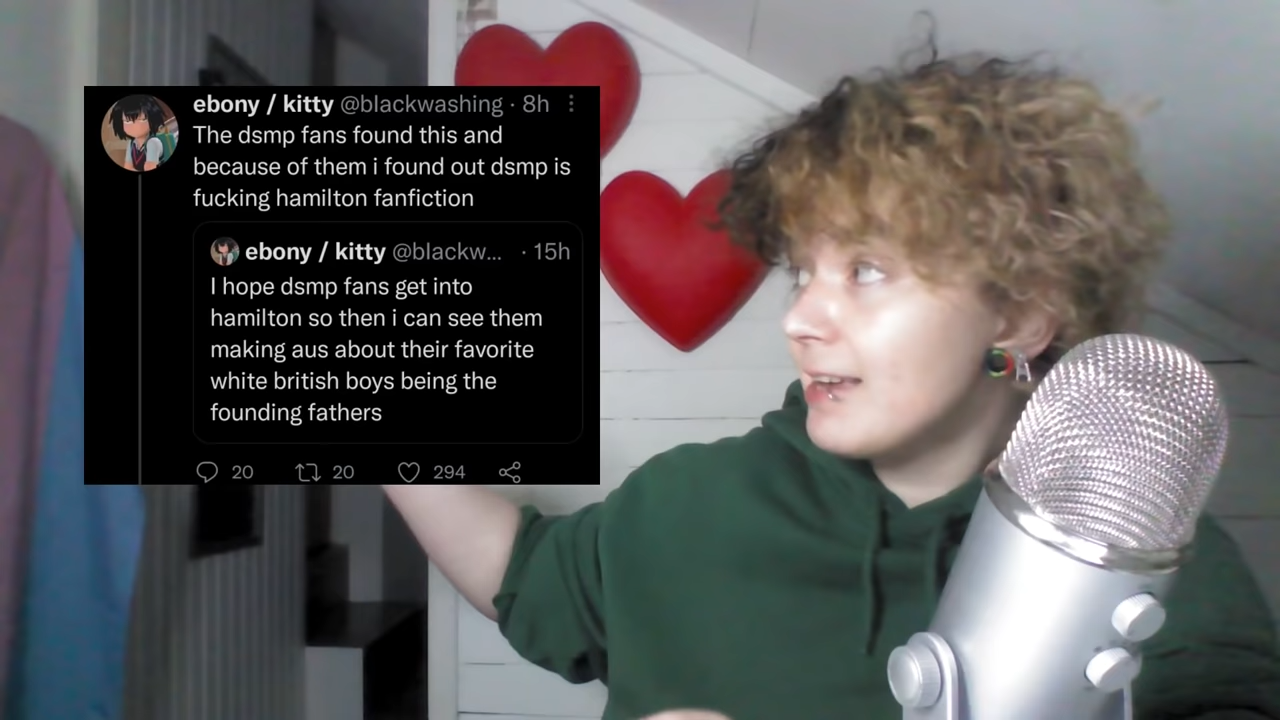 ebony / kitty @blackwashing · 8h
The dsmp fans found this and
because of them i found out dsmp is
fucking hamilton fanfiction
ebony / kitty @blackw... · 15h
I hope dsmp fans get into
hamilton so then i can see them
making aus about their favorite
white british boys being the
founding fathers
20 20 294